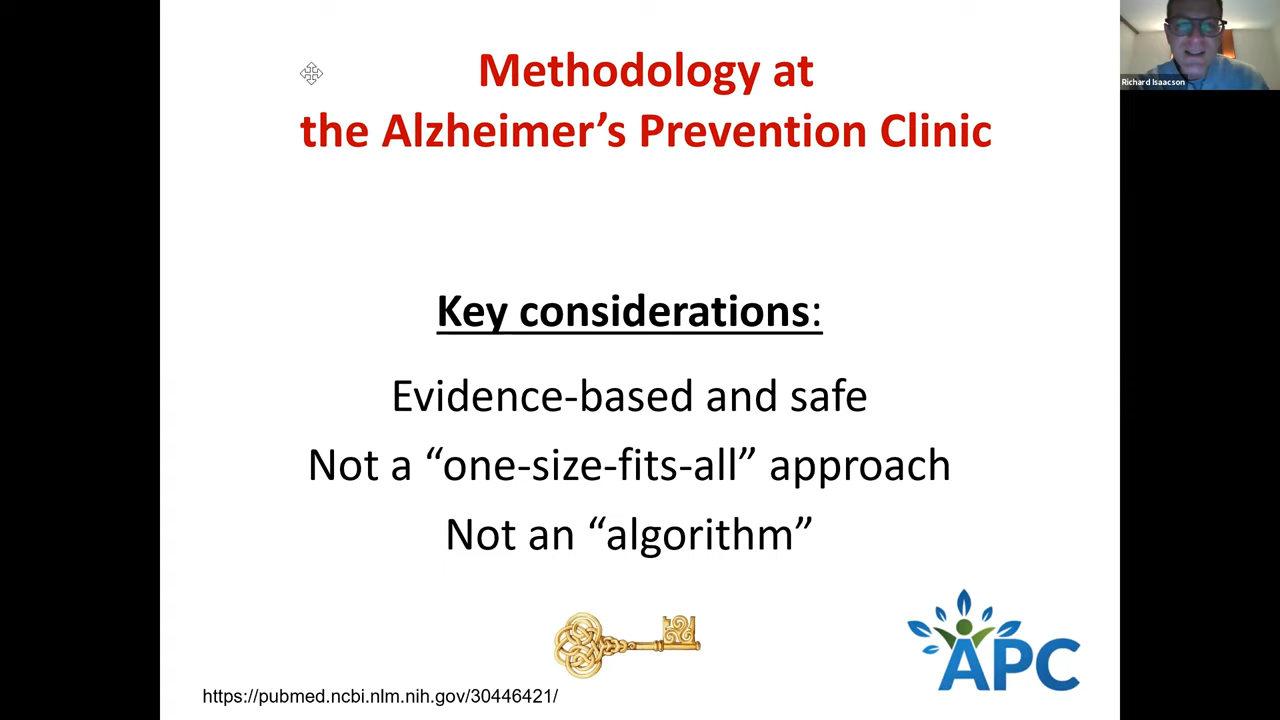 Methodology at
the Alzheimer’s Prevention Clinic
Richard Isaacson
Key considerations:
Evidence-based and safe
Not a “one-size-fits-all” approach
Not an “algorithm”
APC
https://pubmed.ncbi.nlm.nih.gov/30446421/